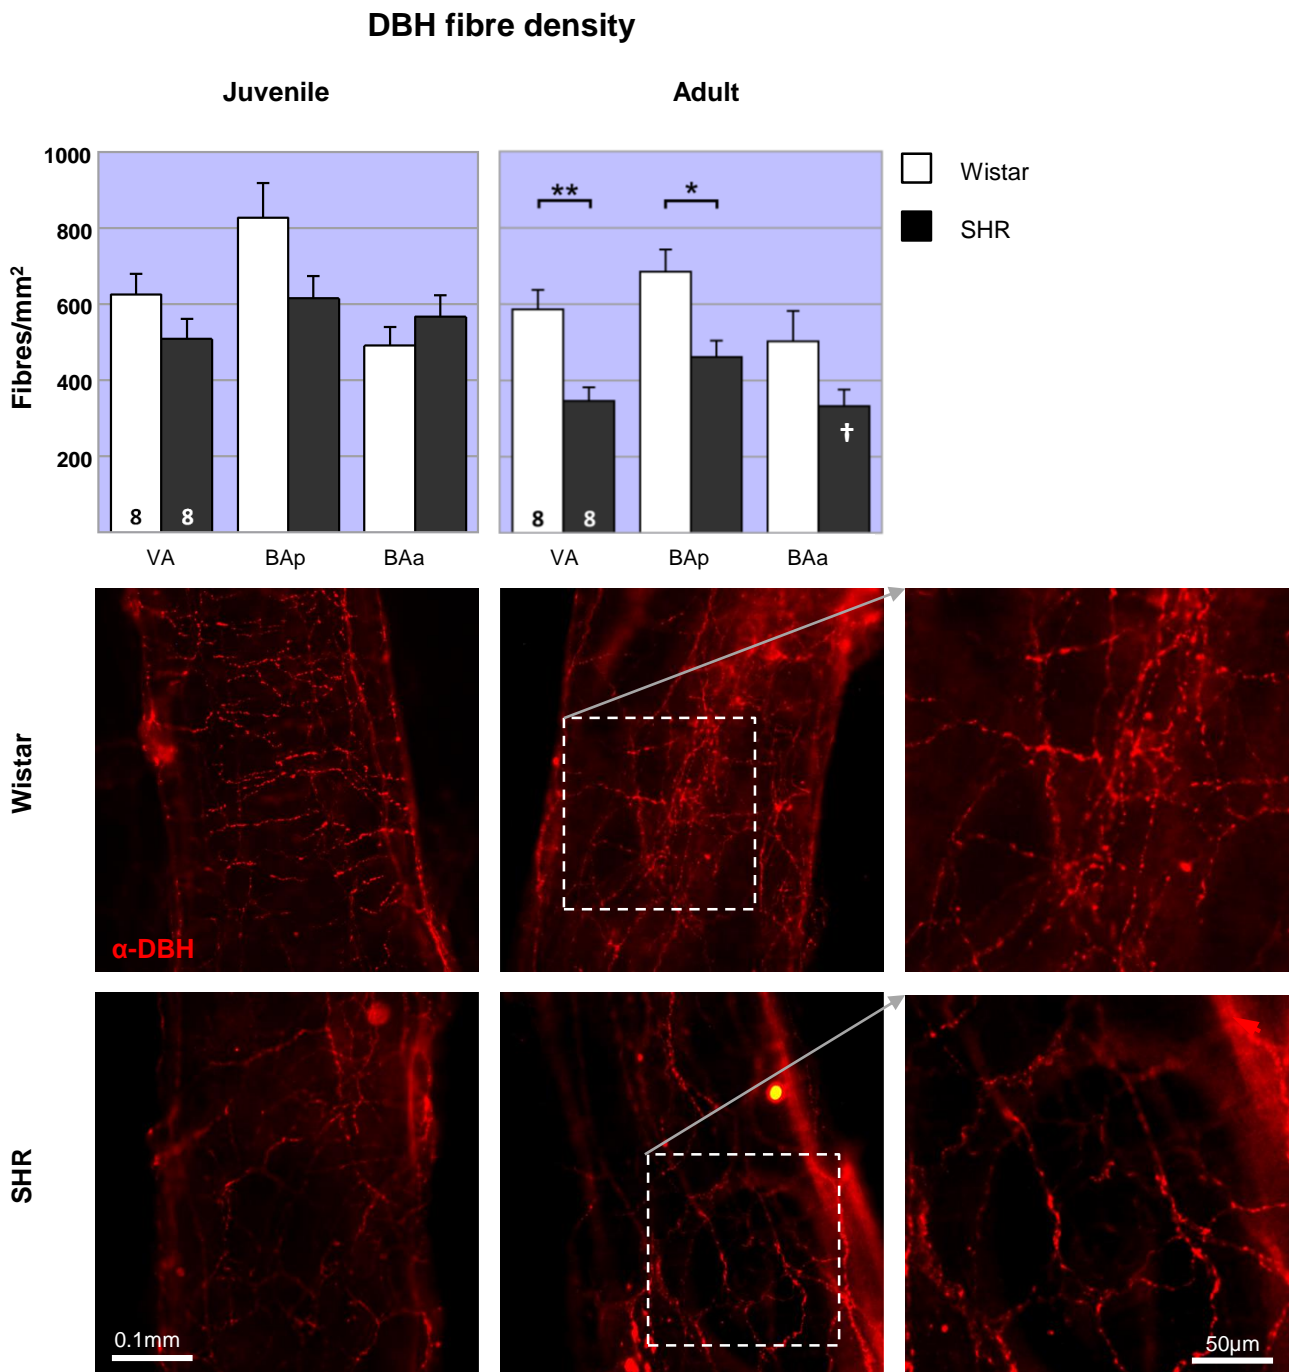 DBH fibre density
Juvenile
Adult
Fibres/mm²
1000
800
600
400
200
**
*
†
8
8
8
8
VA
BAp
BAa
VA
BAp
BAa
Wistar
SHR
Wistar
α-DBH
SHR
0.1mm
50µm